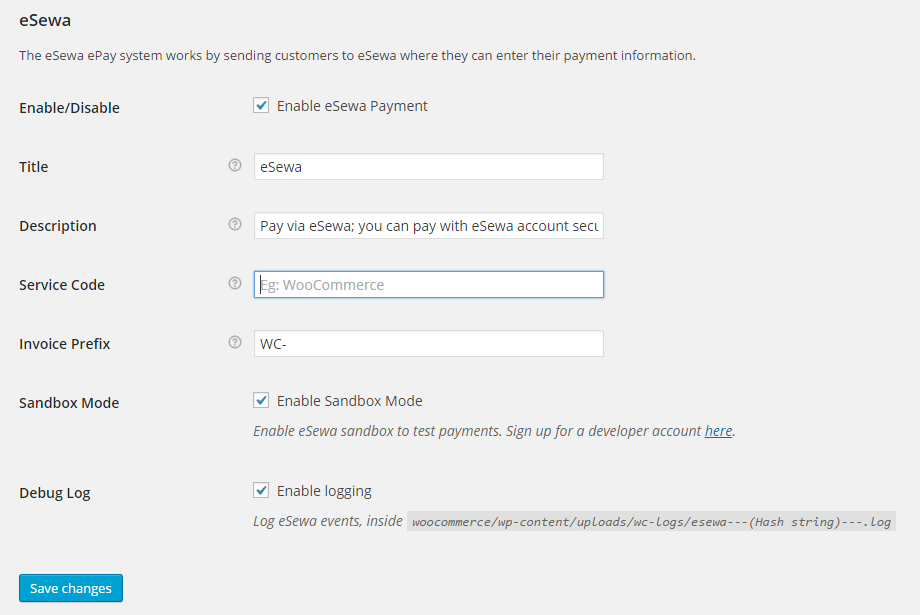 eSewa
The eSewa ePay system works by sending customers to eSewa where they can enter their payment information.
Enable/Disable Enable eSewa Payment
Title ? eSewa
Description ? Pay via eSewa; you can pay with eSewa account secu
Service Code ? Eg: WooCommerce
Invoice Prefix ? WC-
Sandbox Mode Enable Sandbox Mode
Enable eSewa sandbox to test payments. Sign up for a developer account here.
Debug Log Enable logging
Log eSewa events, inside woocommerce/wp-content/uploads/wc-logs/esewa---(Hash string)---.log
Save changes